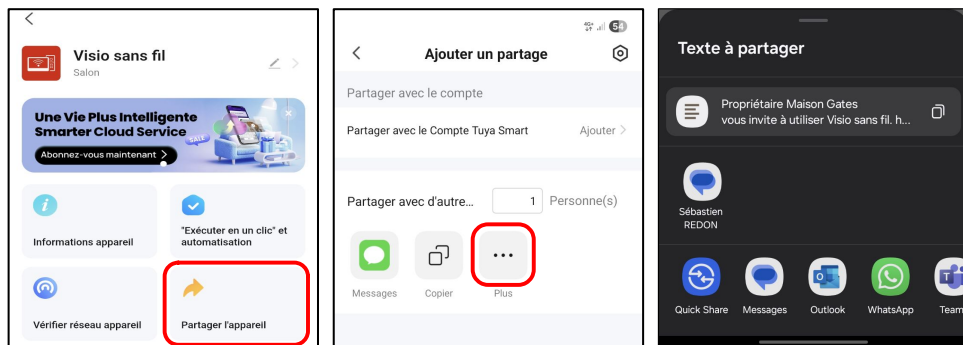 Visio sans fil
Salon
Une Vie Plus Intelligente
Smarter Cloud Service
SALE
Abonnez-vous maintenant >
Informations appareil
"Exécuter en un clic" et
automatisation
Vérifier réseau appareil
Partager l'appareil
4G+
54
Ajouter un partage
Partager avec le compte
Partager avec le Compte Tuya Smart
Ajouter >
Partager avec d'autre...
1
Personne(s)
Messages
Copier
Plus
Texte à partager
Propriétaire Maison Gates
vous invite à utiliser Visio sans fil. h...
Sébastien
REDON
Quick Share
Messages
Outlook
WhatsApp
Team